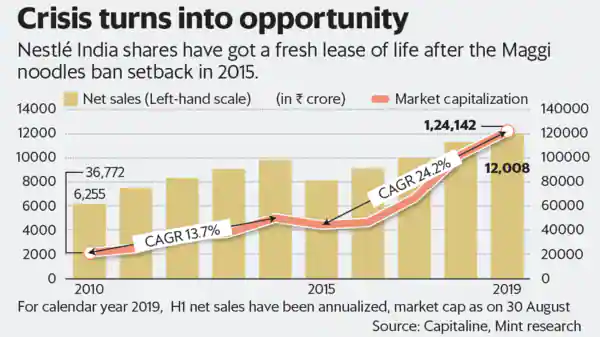 Crisis turns into opportunity
Nestlé India shares have got a fresh lease of life after the Maggi
noodles ban setback in 2015.
Net sales (Left-hand scale) (in ₹ crore) Market capitalization
14000 140000
12000 120000
10000 100000
8000 80000
6000 60000
4000 40000
2000 20000
0 0
1,24,142
36,772
6,255
12,008
CAGR 24.2%
CAGR 13.7%
2010 2015 2019
For calendar year 2019, H1 net sales have been annualized, market cap as on 30 August
Source: Capitaline, Mint research